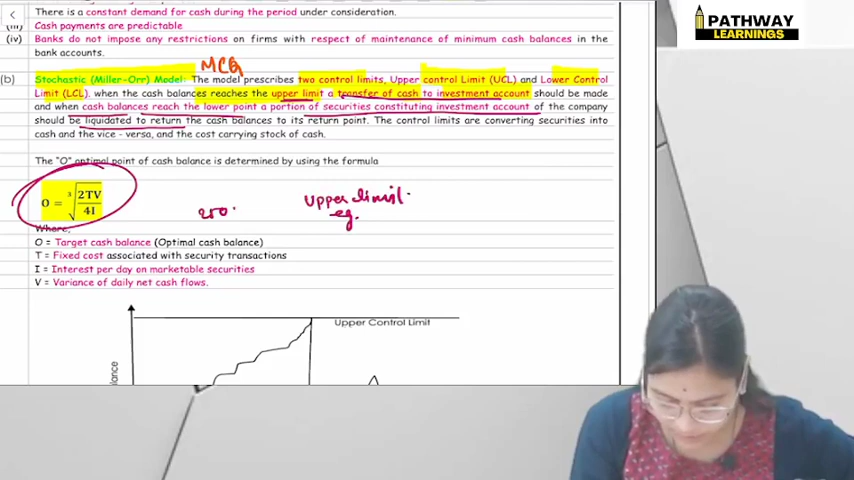 There is a constant demand for cash during the period under consideration.
(iii) Cash payments are predictable
(iv) Banks do not impose any restrictions on firms with respect of maintenance of minimum cash balances in the
bank accounts.
PATHWAY
LEARNINGS
MCQ
(b) Stochastic (Miller-Orr) Model: The model prescribes two control limits, Upper control Limit (UCL) and Lower Control
Limit (LCL). when the cash balances reaches the upper limit a transfer of cash to investment account should be made
and when cash balances reach the lower point a portion of securities constituting investment account of the company
should be liquidated to return the cash balances to its return point. The control limits are converting securities into
cash and the vice - versa, and the cost carrying stock of cash.
The "O" optimal point of cash balance is determined by using the formula
O = ³√2TV/4I
upper limit.
eg.
200.
Where,
O = Target cash balance (Optimal cash balance)
T = Fixed cost associated with security transactions
I = Interest per day on marketable securities
V = Variance of daily net cash flows.
Upper Control Limit